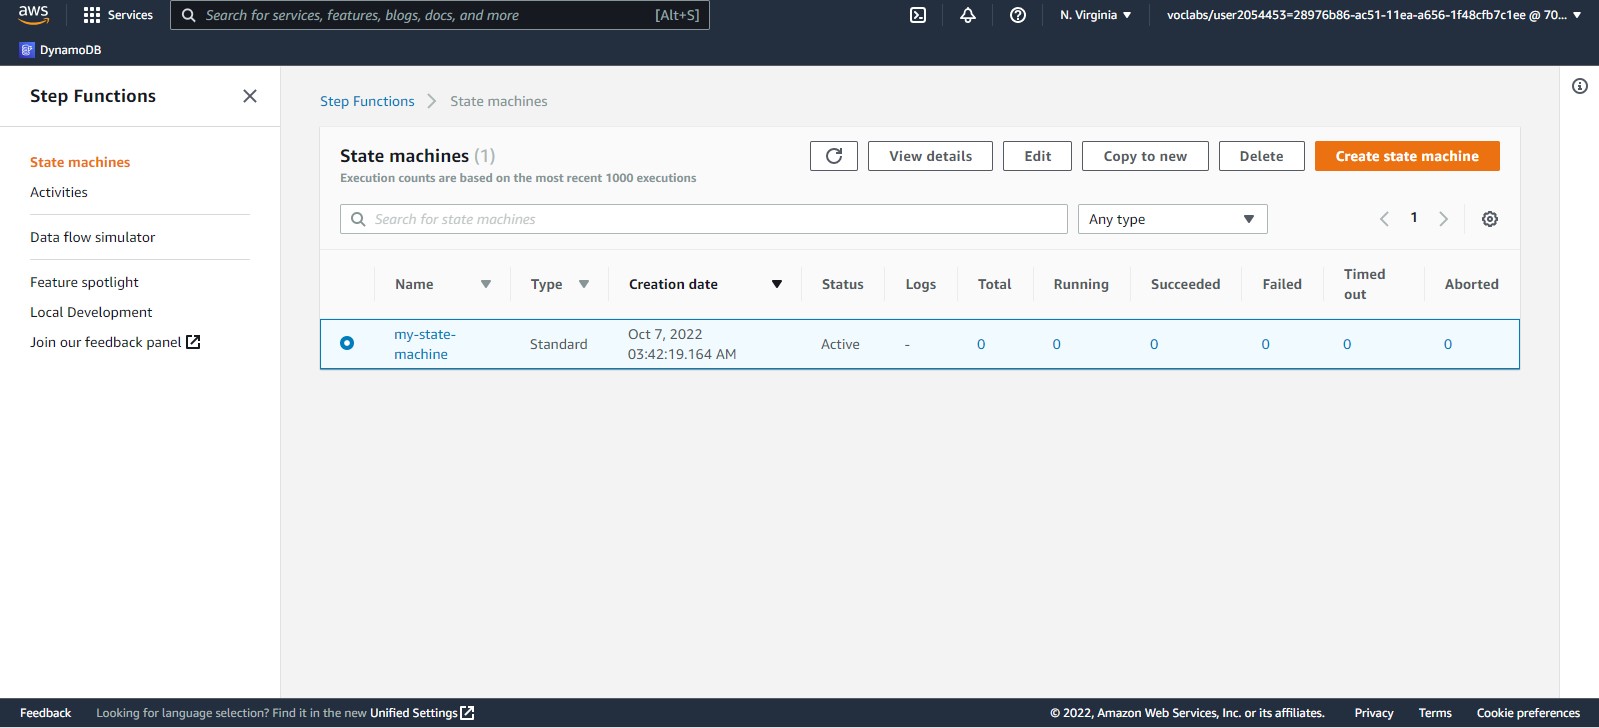 aws
Services
Search for services, features, blogs, docs, and more
[Alt+S]
N. Virginia
voclabs/user2054453=28976b86-ac51-11ea-a656-1f48cfb7c1ee @ 70...
DynamoDB
Step Functions
State machines
Activities
Data flow simulator
Feature spotlight
Local Development
Join our feedback panel
Step Functions
State machines
State machines (1)
Execution counts are based on the most recent 1000 executions
View details
Edit
Copy to new
Delete
Create state machine
Search for state machines
Any type
1
Name
Type
Creation date
Status
Logs
Total
Running
Succeeded
Failed
Timed
out
Aborted
my-state-
machine
Standard
Oct 7, 2022
03:42:19.164 AM
Active
-
0
0
0
0
0
0
Feedback
Looking for language selection? Find it in the new Unified Settings
© 2022, Amazon Web Services, Inc. or its affiliates.
Privacy
Terms
Cookie preferences